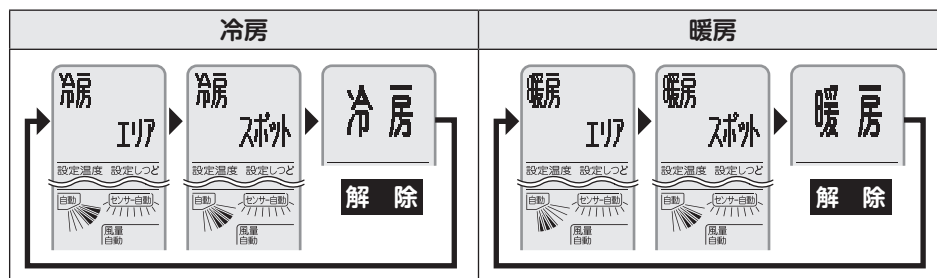 冷房
暖房
冷房
エリア
設定温度 設定しつど
自動
センサー自動
風量
自動
冷房
スポット
設定温度 設定しつど
自動
センサー自動
風量
自動
冷房
解除
暖房
エリア
設定温度 設定しつど
自動
センサー自動
風量
自動
暖房
スポット
設定温度 設定しつど
自動
センサー自動
風量
自動
暖房
解除